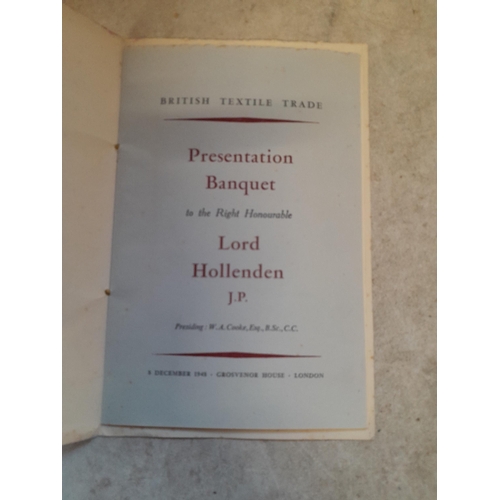 BRITISH TEXTILE TRADE
Presentation
Banquet
to the Right Honourable
Lord
Hollenden
J.P.
Presiding: W. A. Cooke, Esq., B.Sc., C.C.
DECEMBER 1946 · GROSVENOR HOUSE · LONDON